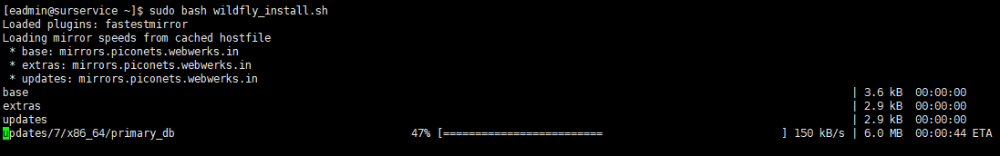 [eadmin@surservice ~]$ sudo bash wildfly_install.sh
Loaded plugins: fastestmirror
Loading mirror speeds from cached hostfile
 * base: mirrors.piconets.webwerks.in
 * extras: mirrors.piconets.webwerks.in
 * updates: mirrors.piconets.webwerks.in
base | 3.6 kB 00:00:00
extras | 2.9 kB 00:00:00
updates | 2.9 kB 00:00:00
updates/7/x86_64/primary_db 47% [========================== ] 150 kB/s | 6.0 MB 00:00:44 ETA